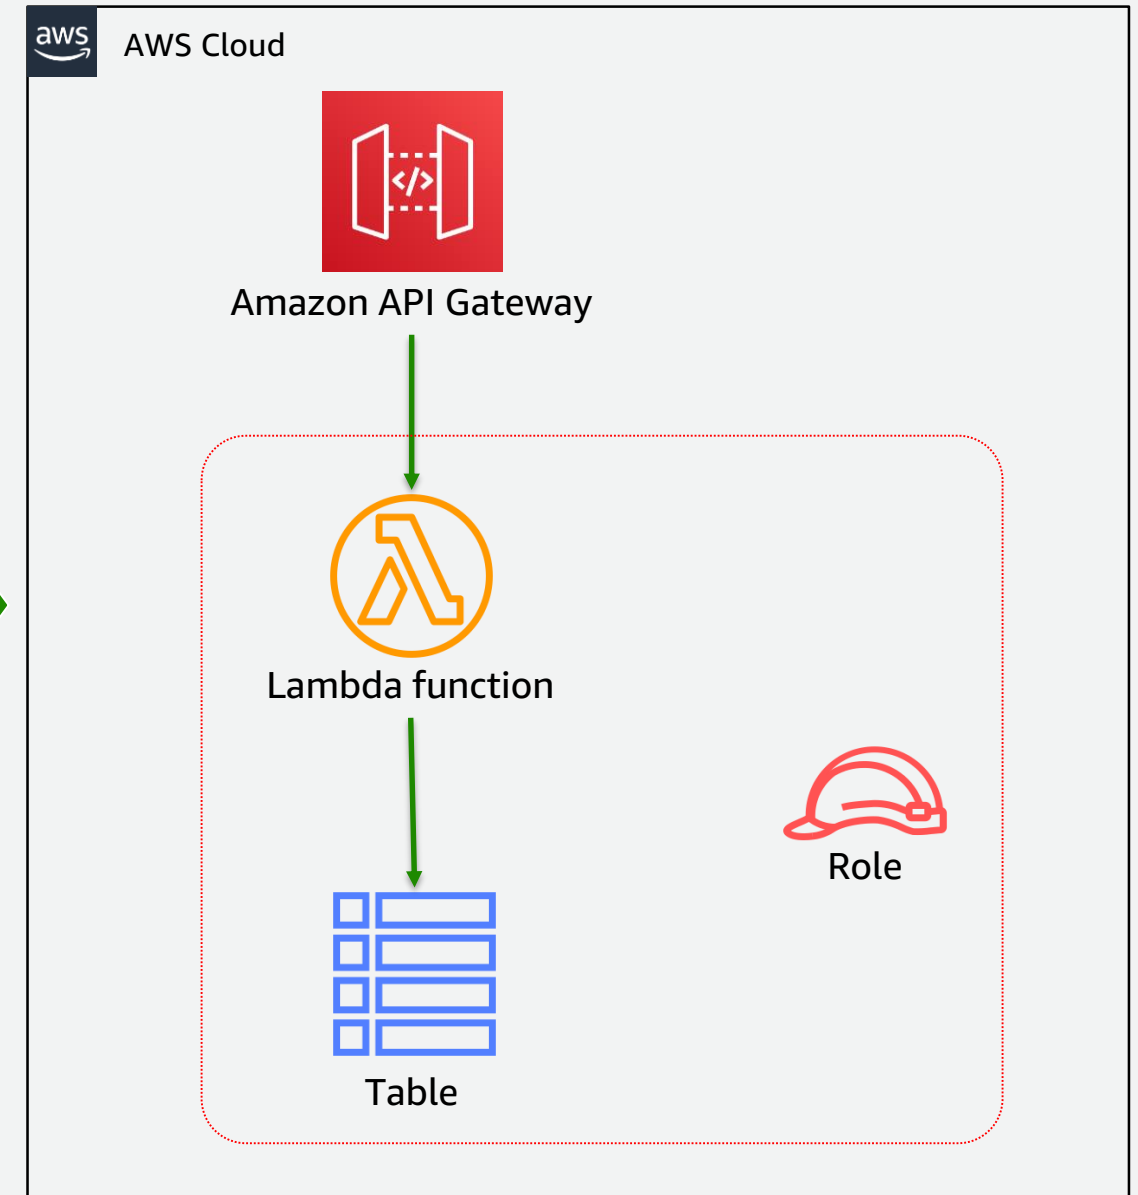 aws
AWS Cloud
</>
Amazon API Gateway
Lambda function
Role
Table